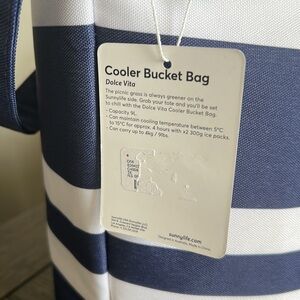 Cooler Bucket Bag
Dolce Vita
The picnic grass is always greener on the
Sunnylife side. Grab your tote and you'll be set
to chill with the Dolce Vita Cooler Bucket Bag.
- Capacity 9L.
- Can maintain cooling temperature between 5°C
to 15°C for approx. 4 hours with x2 300g ice packs.
- Can carry up to 4kg / 9lbs.
sunnylife.com